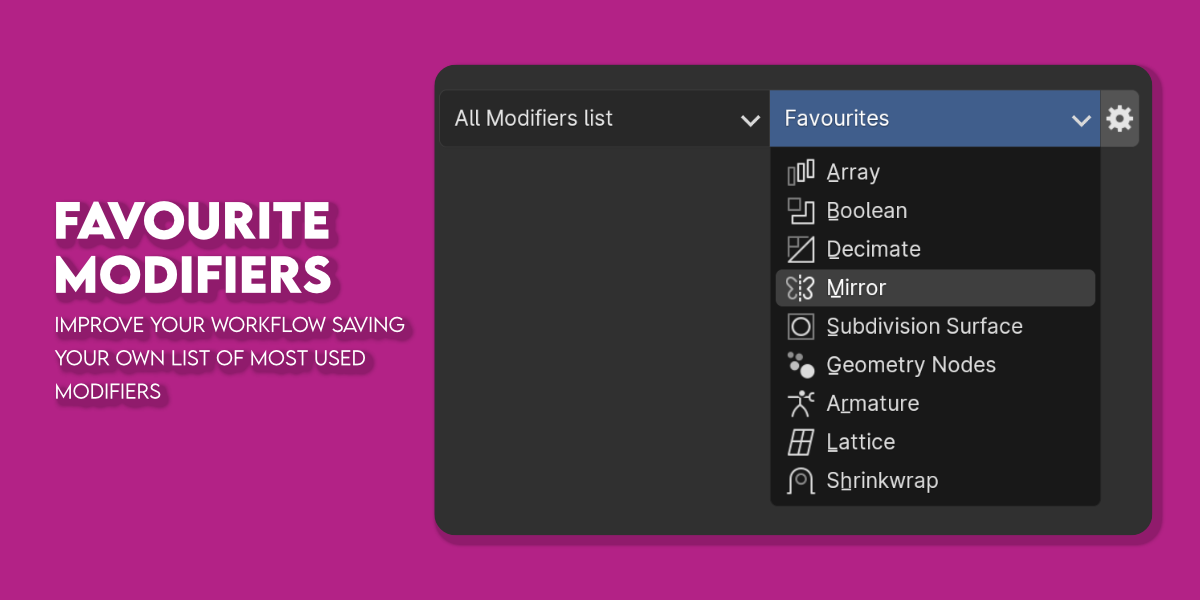 FAVOURITE
MODIFIERS
IMPROVE YOUR WORKFLOW SAVING
YOUR OWN LIST OF MOST USED
MODIFIERS
All Modifiers list
Favourites
Array
Boolean
Decimate
Mirror
Subdivision Surface
Geometry Nodes
Armature
Lattice
Shrinkwrap